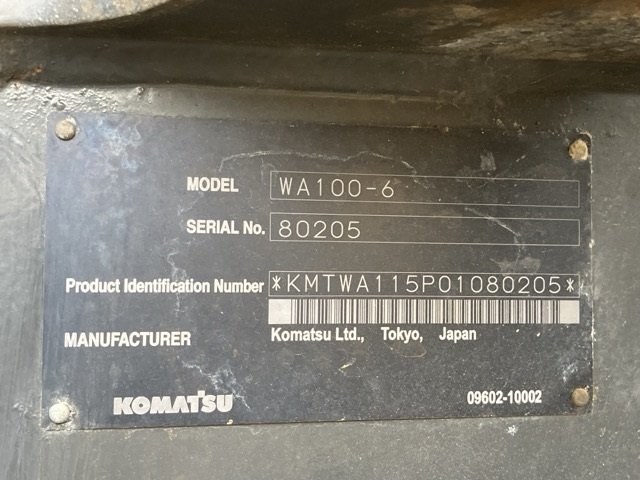 MODEL WA100-6
SERIAL No. 80205
Product Identification Number *KMTWA115P01080205*
MANUFACTURER Komatsu Ltd., Tokyo, Japan
KOMATSU 09602-10002